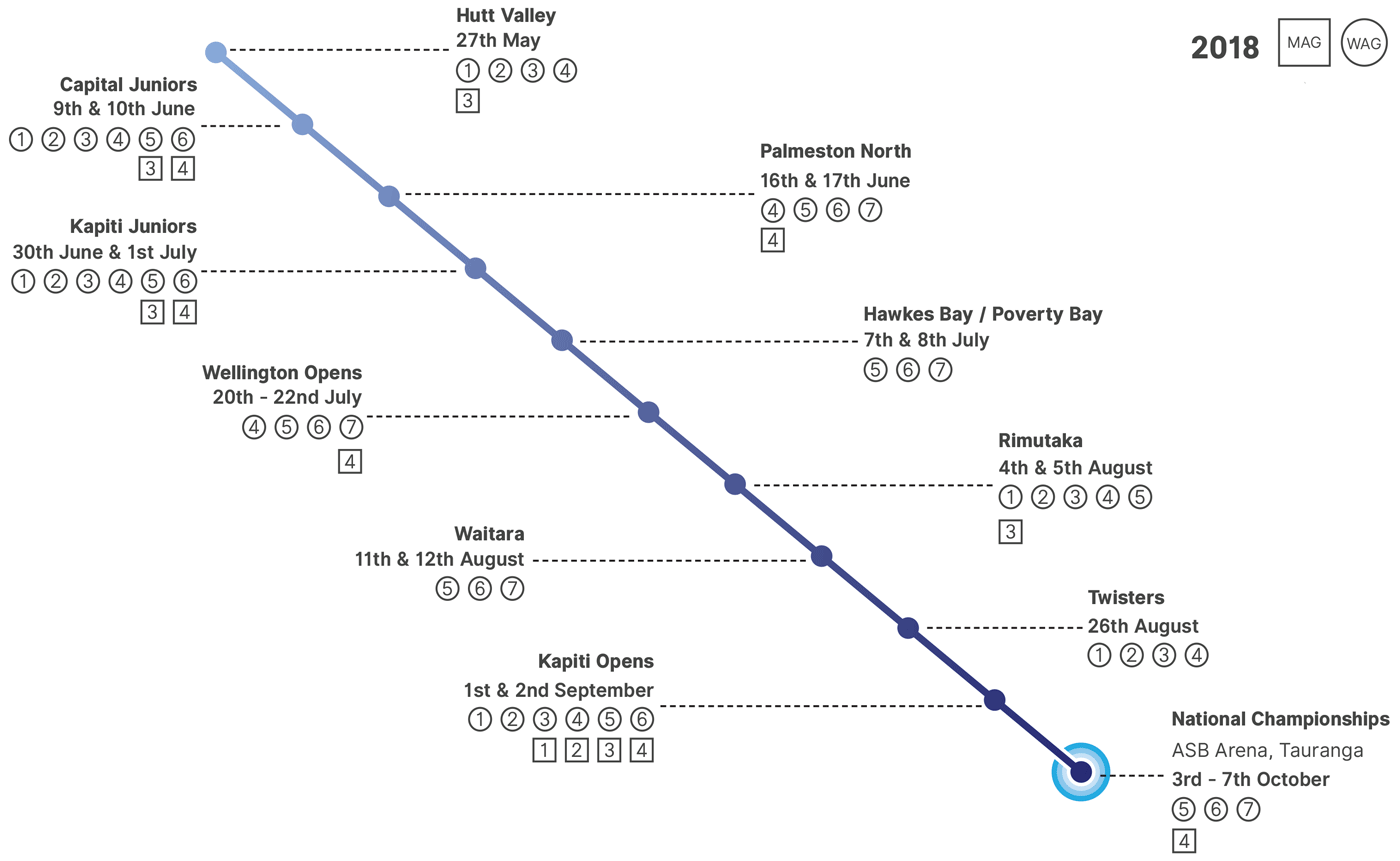 2018 MAG WAG
Hutt Valley
27th May
1 2 3 4
3
Capital Juniors
9th & 10th June
1 2 3 4 5 6
3 4
Palmeston North
16th & 17th June
4 5 6 7
4
Kapiti Juniors
30th June & 1st July
1 2 3 4 5 6
3 4
Hawkes Bay / Poverty Bay
7th & 8th July
5 6 7
Wellington Opens
20th - 22nd July
4 5 6 7
4
Rimutaka
4th & 5th August
1 2 3 4 5
3
Waitara
11th & 12th August
5 6 7
Twisters
26th August
1 2 3 4
Kapiti Opens
1st & 2nd September
1 2 3 4 5 6
1 2 3 4
National Championships
ASB Arena, Tauranga
3rd - 7th October
5 6 7
4